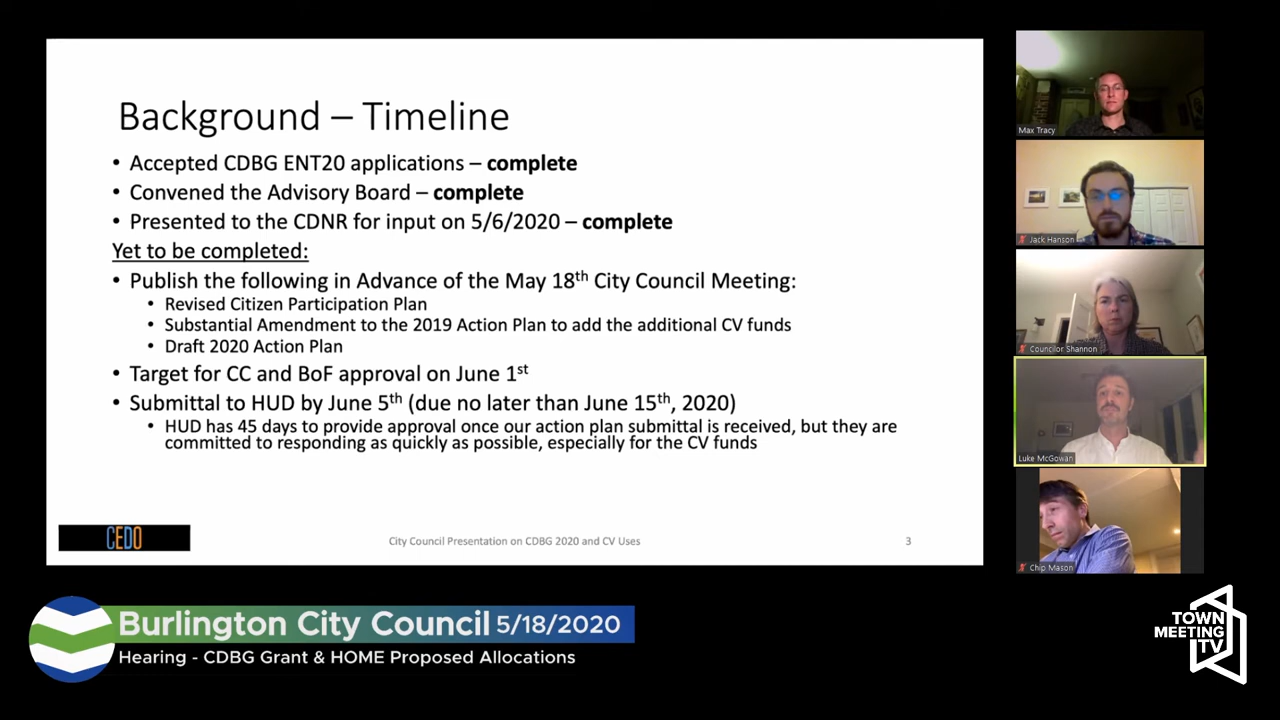 Background – Timeline
• Accepted CDBG ENT20 applications – complete
• Convened the Advisory Board – complete
• Presented to the CDNR for input on 5/6/2020 – complete
Yet to be completed:
• Publish the following in Advance of the May 18th City Council Meeting:
• Revised Citizen Participation Plan
• Substantial Amendment to the 2019 Action Plan to add the additional CV funds
• Draft 2020 Action Plan
• Target for CC and BoF approval on June 1st
• Submittal to HUD by June 5th (due no later than June 15th, 2020)
• HUD has 45 days to provide approval once our action plan submittal is received, but they are
committed to responding as quickly as possible, especially for the CV funds
CEDO
City Council Presentation on CDBG 2020 and CV Uses
3
Max Tracy
Jack Hanson
Councilor Shannon
Luke McGowan
Chip Mason
Burlington City Council 5/18/2020
Hearing - CDBG Grant & HOME Proposed Allocations
TOWN
MEETING
TV